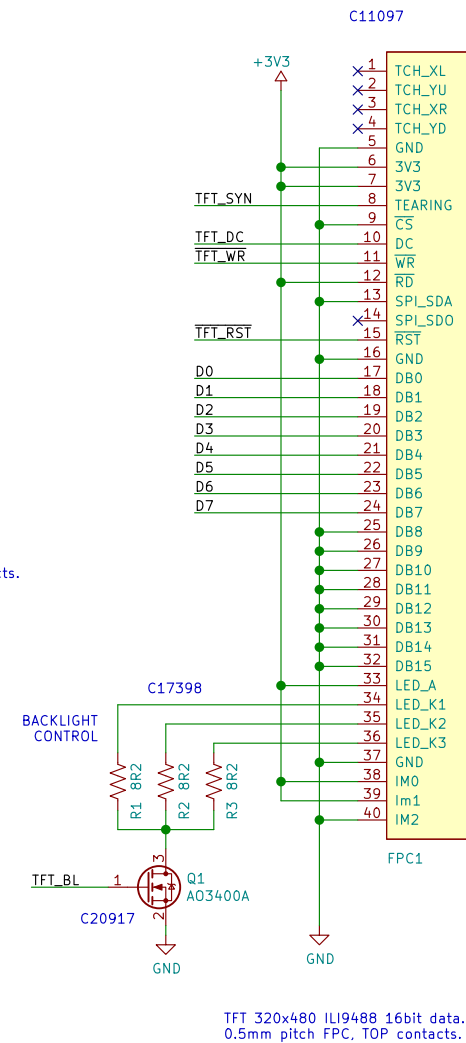 C11097
+3V3
1 TCH_XL
2 TCH_YU
3 TCH_XR
4 TCH_YD
5 GND
6 3V3
7 3V3
TFT_SYN 8 TEARING
9 CS
TFT_DC 10 DC
TFT_WR 11 WR
12 RD
13 SPI_SDA
14 SPI_SDO
TFT_RST 15 RST
16 GND
D0 17 DB0
D1 18 DB1
D2 19 DB2
D3 20 DB3
D4 21 DB4
D5 22 DB5
D6 23 DB6
D7 24 DB7
25 DB8
26 DB9
27 DB10
cts.
28 DB11
29 DB12
30 DB13
31 DB14
32 DB15
33 LED_A
C17398
34 LED_K1
BACKLIGHT
CONTROL
35 LED_K2
36 LED_K3
37 GND
38 IM0
39 Im1
40 IM2
R1 8R2
R2 8R2
R3 8R2
FPC1
TFT_BL 1
3
2
Q1
AO3400A
C20917
GND
GND
TFT 320x480 ILI9488 16bit data.
0.5mm pitch FPC, TOP contacts.